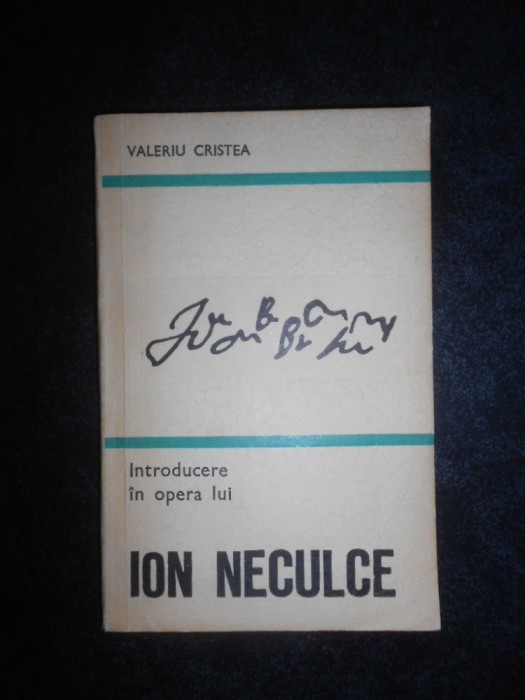 VALERIU CRISTEA
Introducere
în opera lui
ION NECULCE